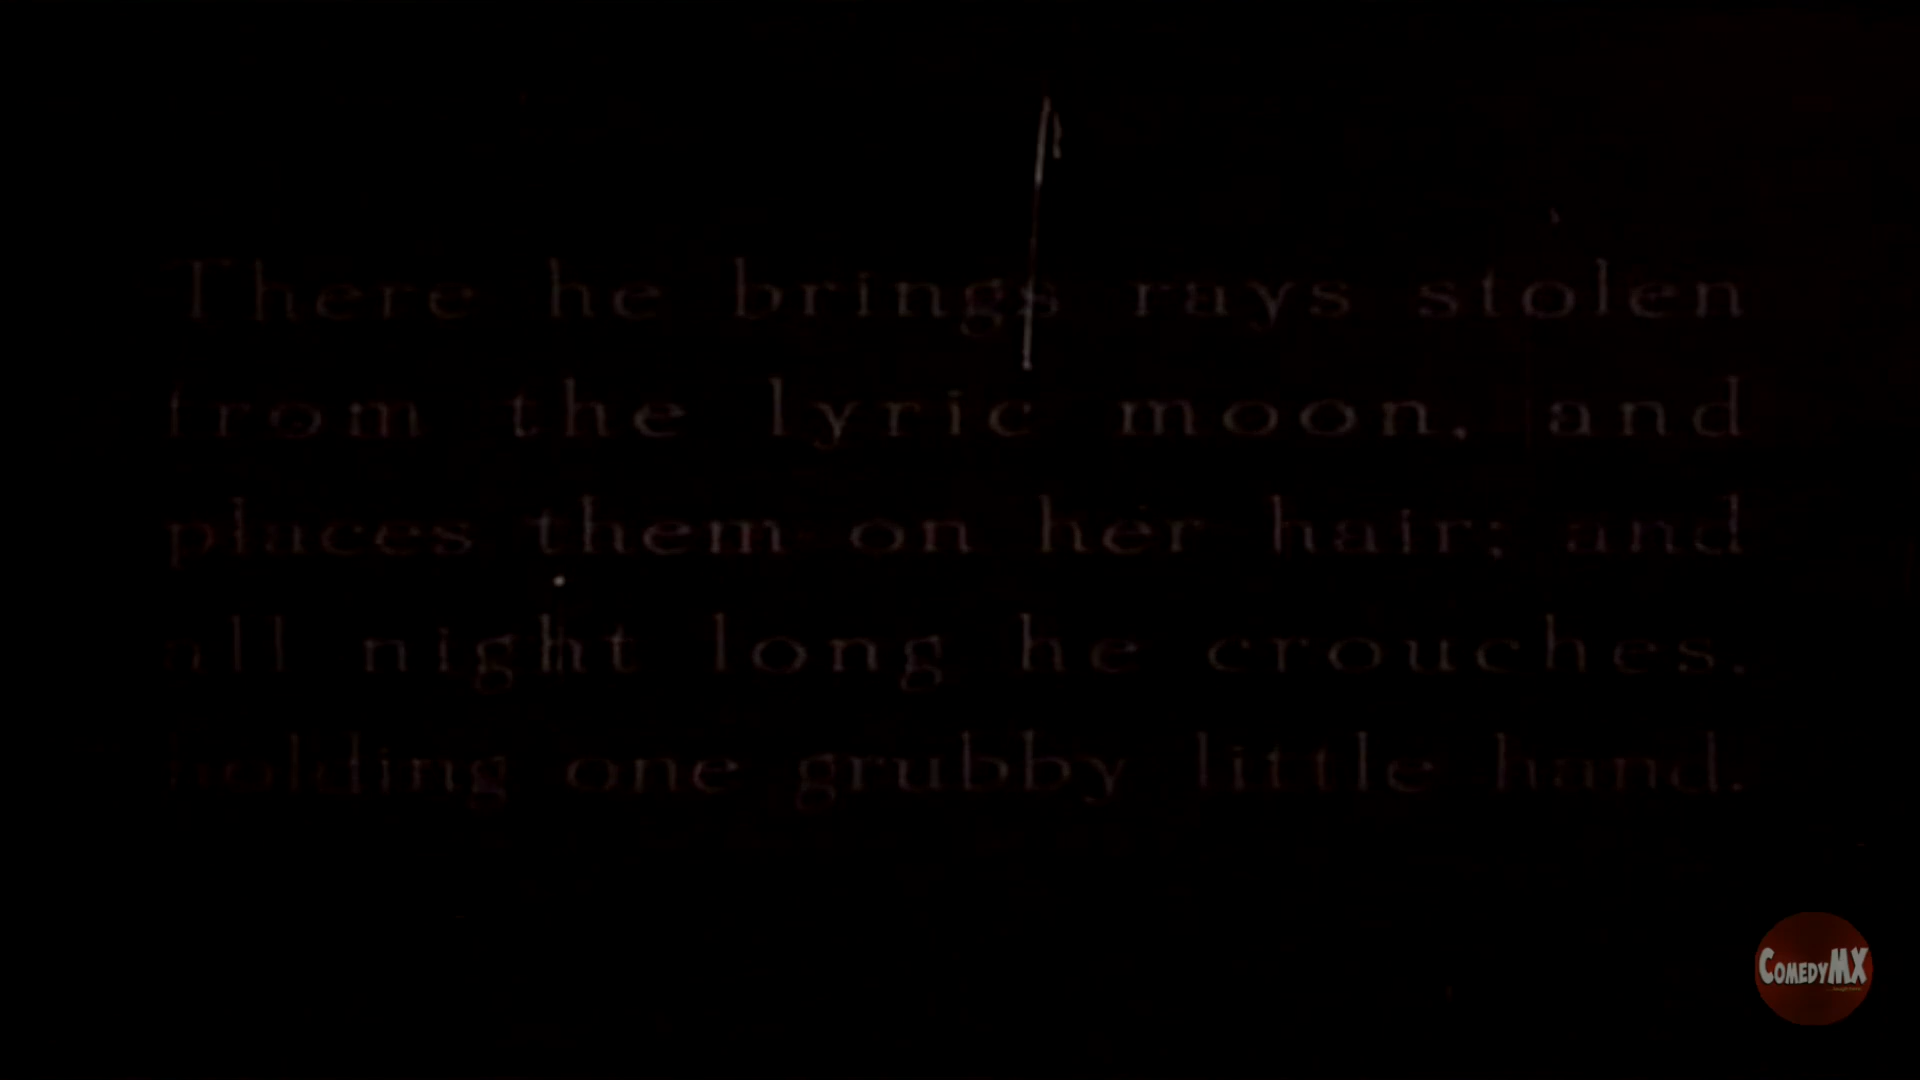 There he brings rays stolen
from the lyric moon, and
places them on her hair; and
all night long he crouches,
holding one grubby little hand.
COMEDYMX